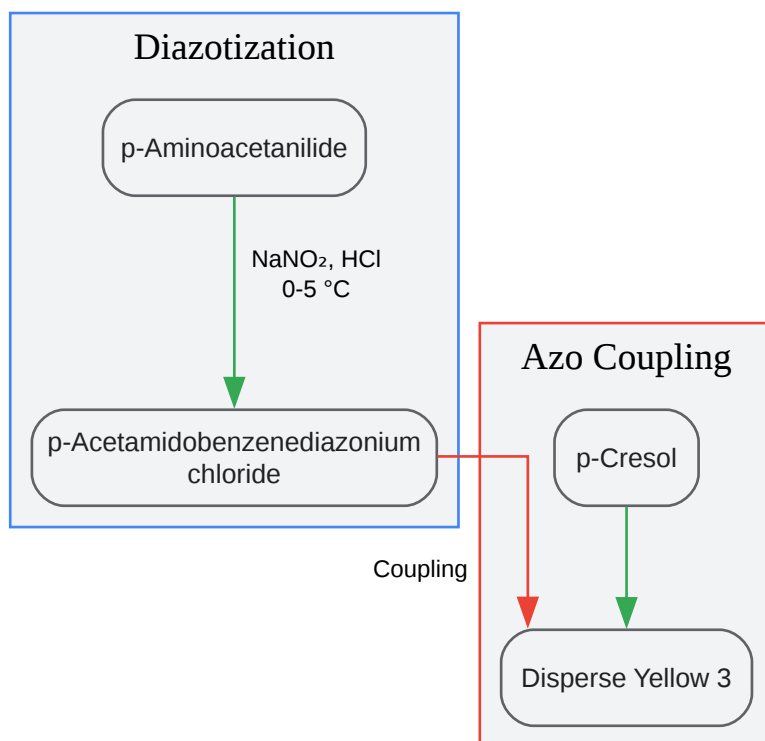 Diazotization
p-Aminoacetanilide
NaNO₂, HCl
0-5 °C
p-Acetamidobenzenediazonium
chloride
Azo Coupling
p-Cresol
Coupling
Disperse Yellow 3